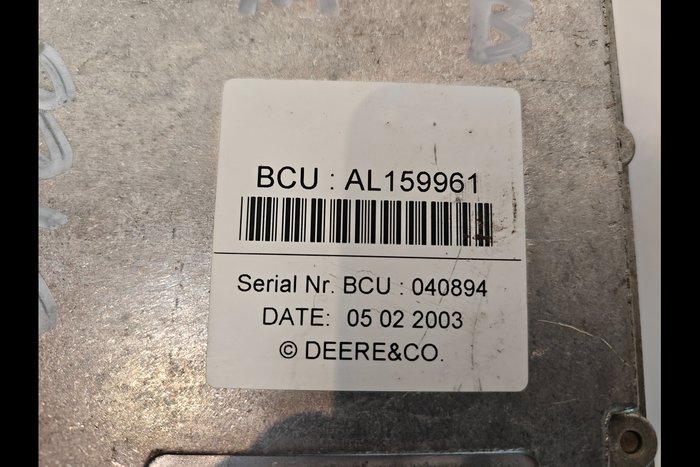 B
BCU : AL159961
Serial Nr. BCU : 040894
DATE: 05 02 2003
© DEERE&CO.